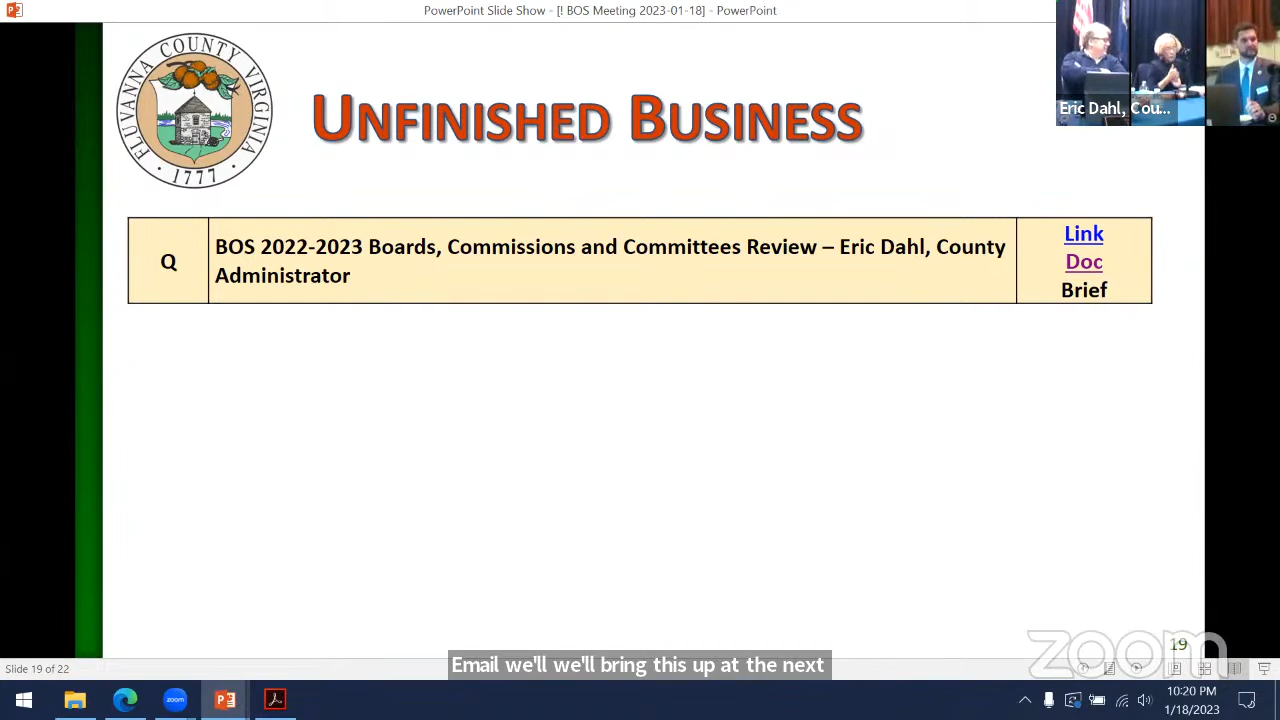 PowerPoint Slide Show - [! BOS Meeting 2023-01-18] - PowerPoint
FLUVANNA COUNTY VIRGINIA
· 1777 ·
UNFINISHED BUSINESS
Eric Dahl, Cou...
Q
BOS 2022-2023 Boards, Commissions and Committees Review – Eric Dahl, County
Administrator
Link
Doc
Brief
19
zoom
Email we'll we'll bring this up at the next
Slide 19 of 22
zoom
10:20 PM
1/18/2023